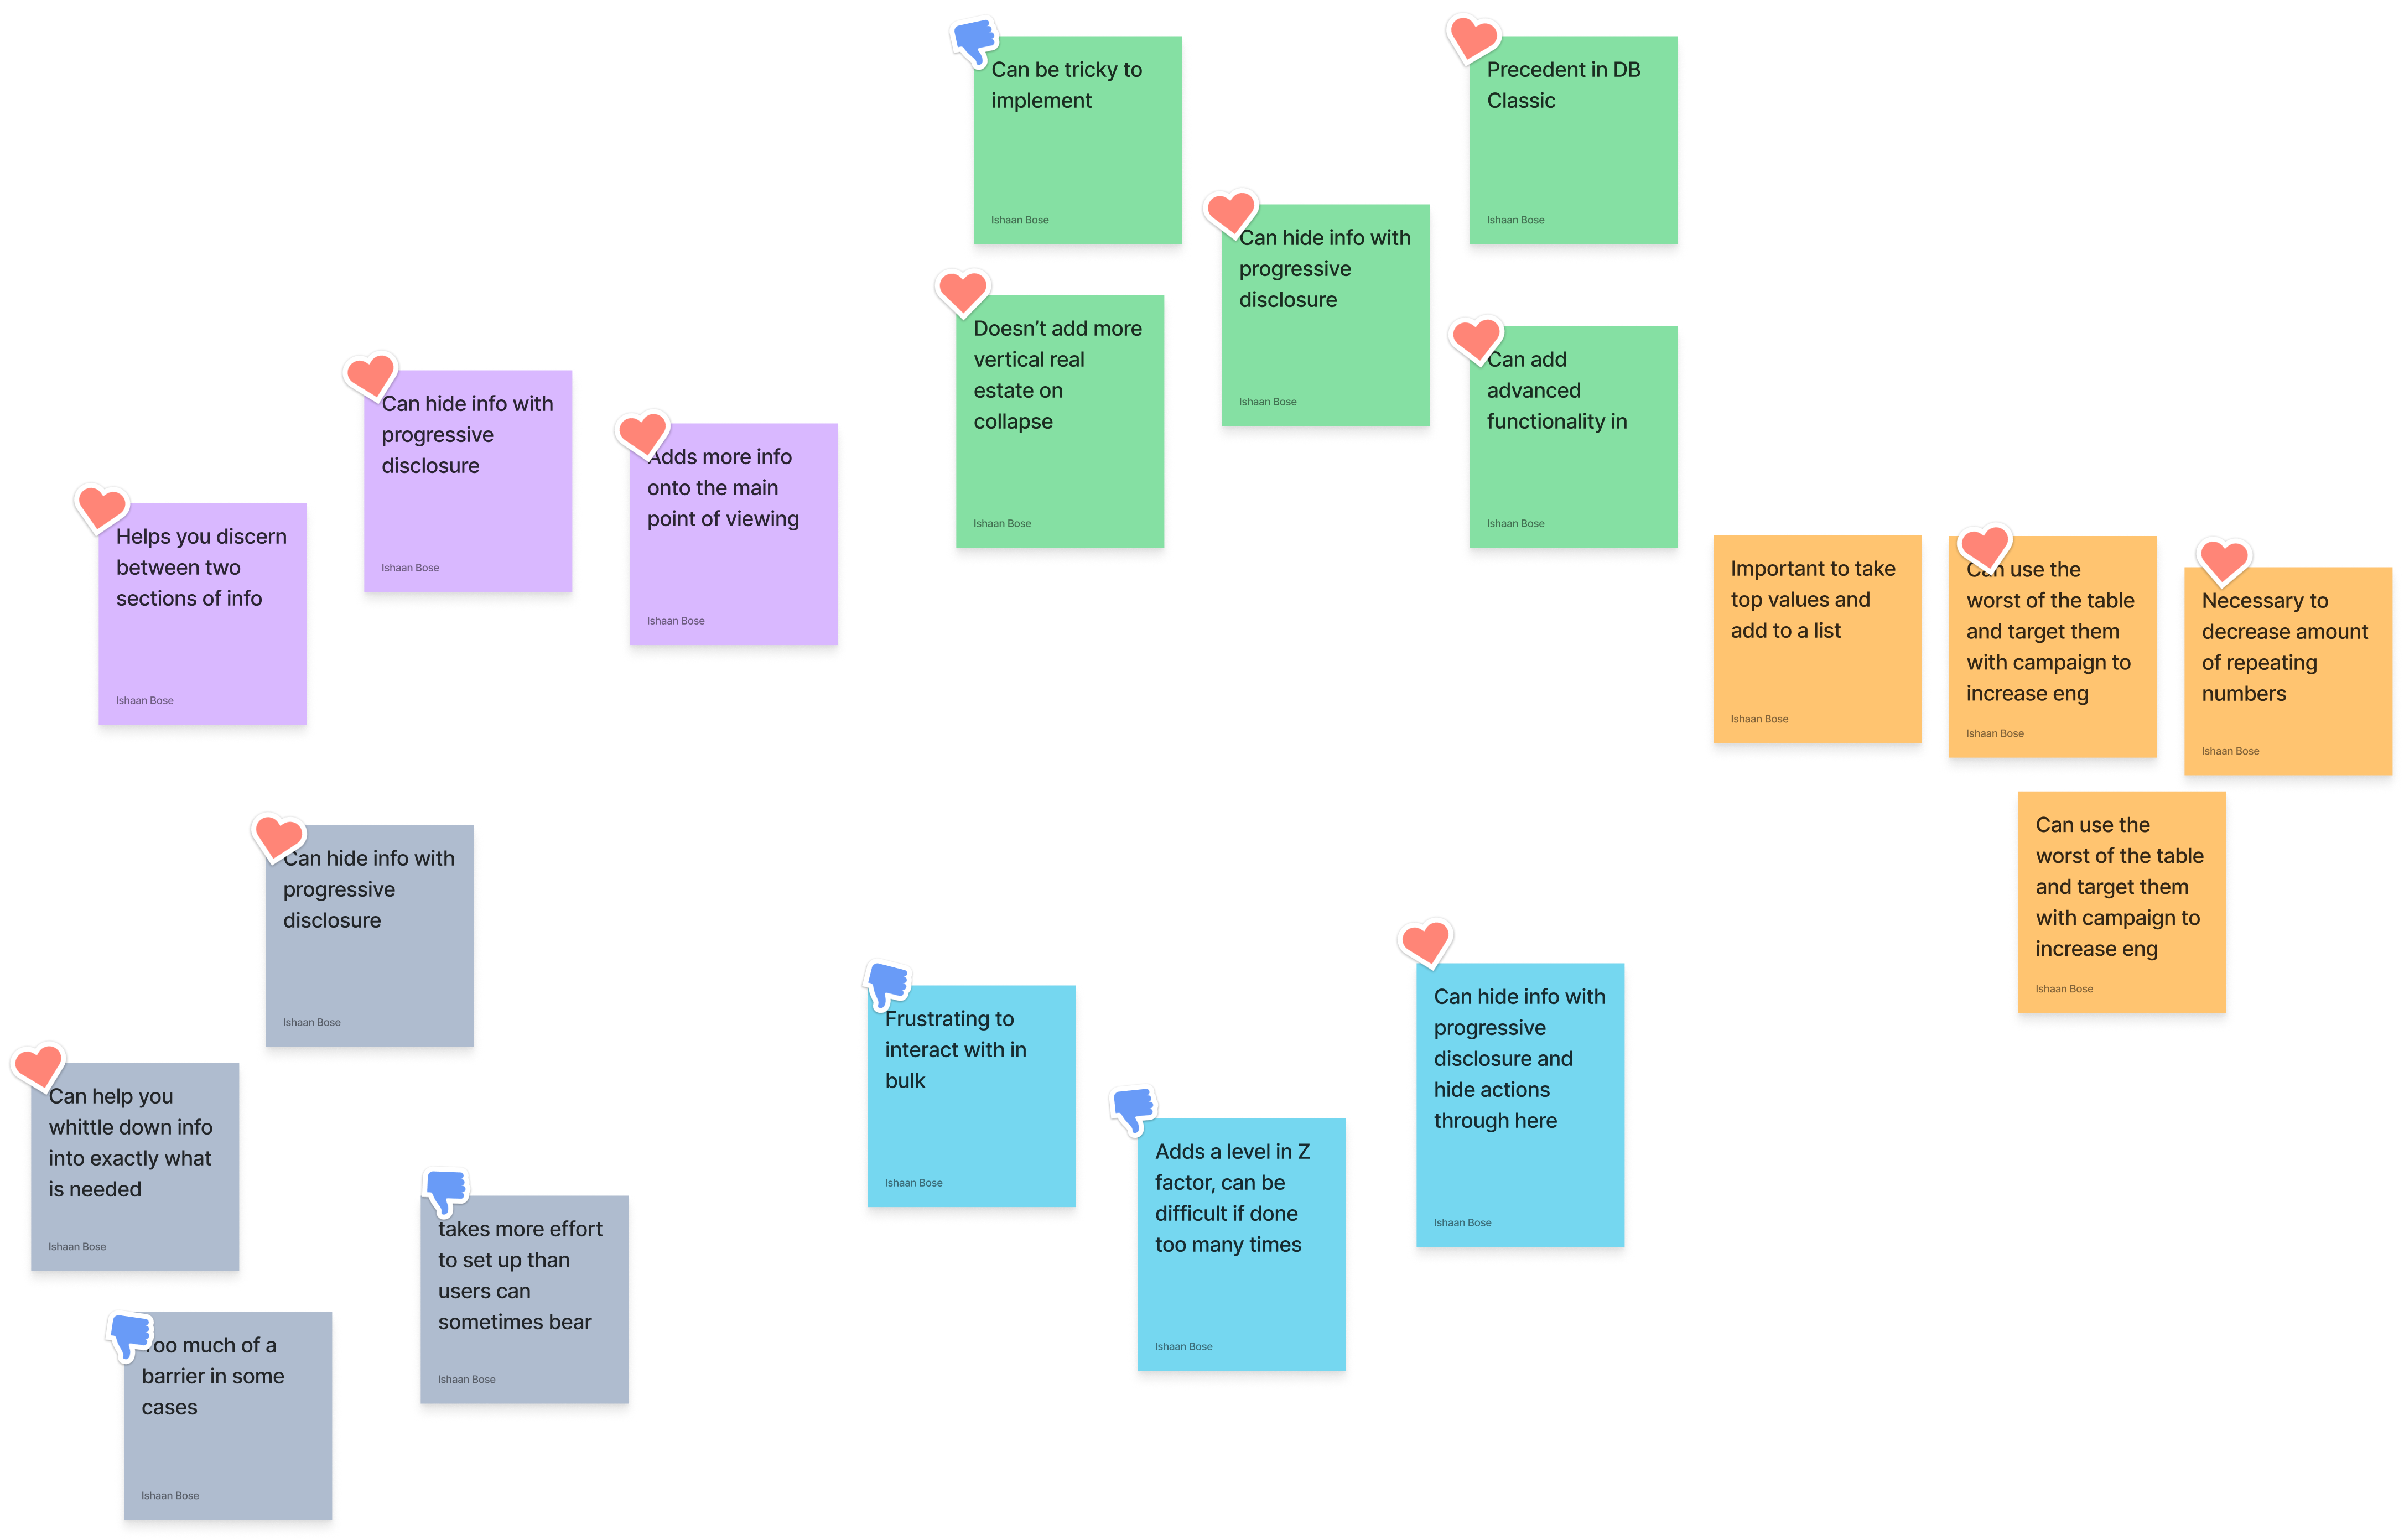 Can be tricky to
implement
Ishaan Bose
Precedent in DB
Classic
Ishaan Bose
Can hide info with
progressive
disclosure
Ishaan Bose
Doesn’t add more
vertical real
estate on
collapse
Ishaan Bose
Can add
advanced
functionality in
Ishaan Bose
Can hide info with
progressive
disclosure
Ishaan Bose
Adds more info
onto the main
point of viewing
Ishaan Bose
Helps you discern
between two
sections of info
Ishaan Bose
Important to take
top values and
add to a list
Ishaan Bose
Can use the
worst of the table
and target them
with campaign to
increase eng
Ishaan Bose
Necessary to
decrease amount
of repeating
numbers
Ishaan Bose
Can use the
worst of the table
and target them
with campaign to
increase eng
Ishaan Bose
Can hide info with
progressive
disclosure
Ishaan Bose
Can help you
whittle down info
into exactly what
is needed
Ishaan Bose
takes more effort
to set up than
users can
sometimes bear
Ishaan Bose
Too much of a
barrier in some
cases
Ishaan Bose
Frustrating to
interact with in
bulk
Ishaan Bose
Adds a level in Z
factor, can be
difficult if done
too many times
Ishaan Bose
Can hide info with
progressive
disclosure and
hide actions
through here
Ishaan Bose